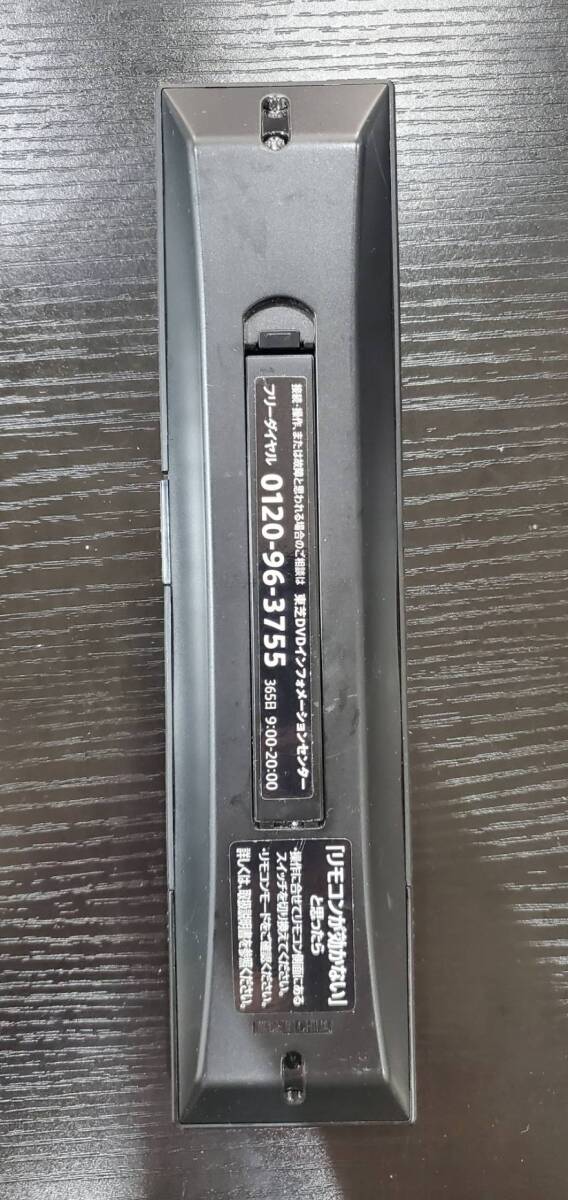 接続・操作、または故障と思われる場合のご相談は 東芝DVDインフォメーションセンター
フリーダイヤル 0120-96-3755 365日 9:00-20:00
「リモコンが効かない」
と思ったら
・操作に合せてリモコン側面にある
スイッチを切り換えてください。
・リモコンモードをご確認ください。
詳しくは、取扱説明書を参照ください。